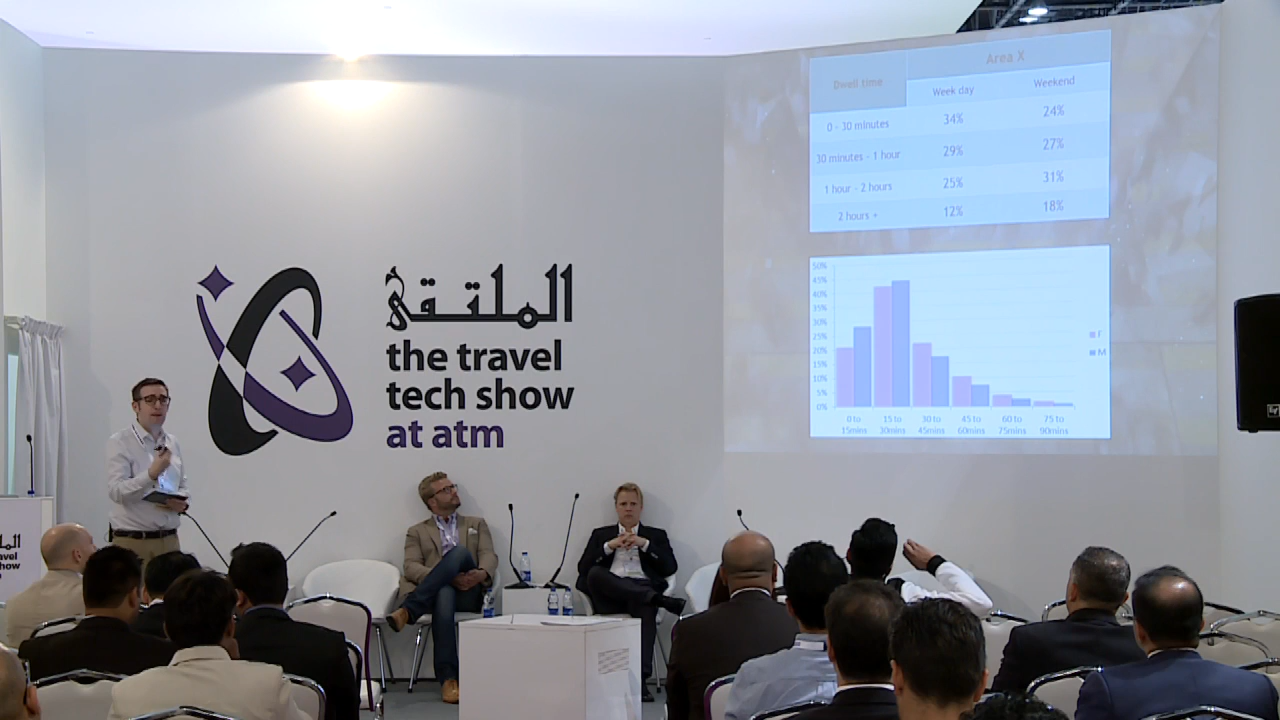 الملتقى
the travel
tech show
at atm
Dwell time
Area X
Week day
Weekend
0 - 30 minutes 34% 24%
30 minutes - 1 hour 29% 27%
1 hour - 2 hours 25% 31%
2 hours + 12% 18%
50%
45%
40%
35%
30%
25%
20%
15%
10%
5%
0%
0 to 15 to 30 to 45 to 60 to 75 to
15mins 30mins 45mins 60mins 75mins 90mins
F
M